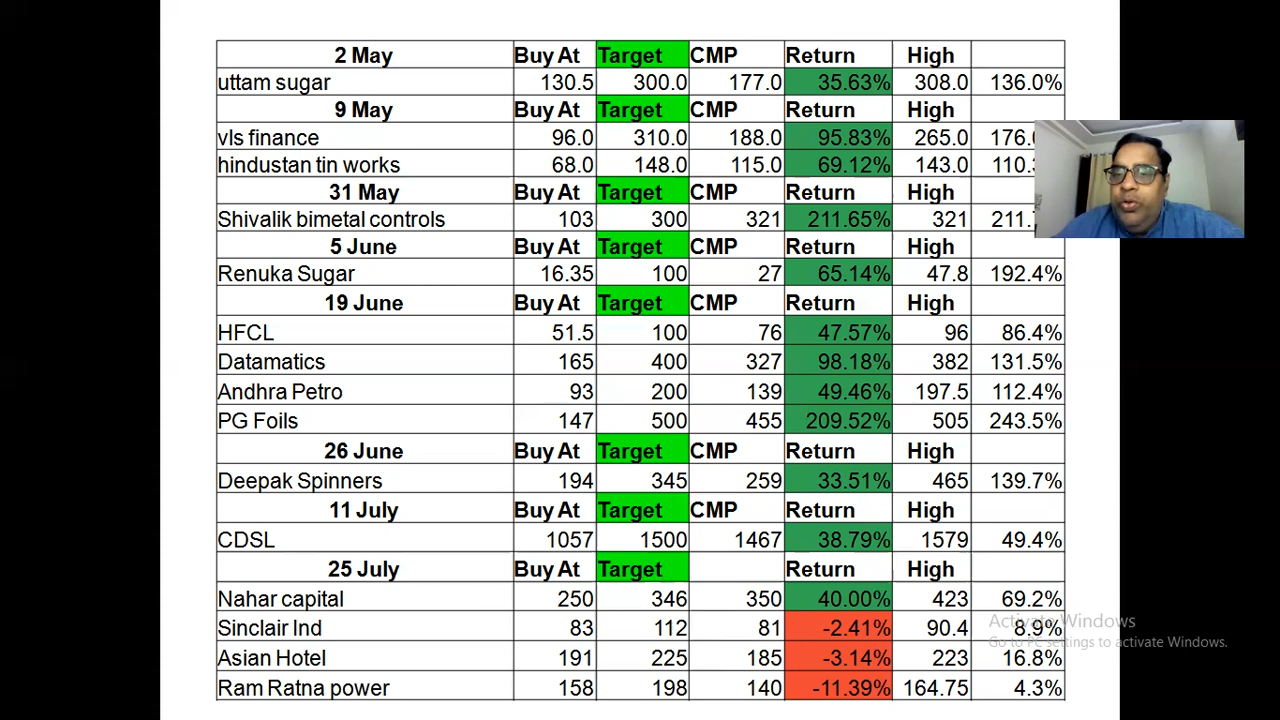 2 May Buy At Target CMP Return High
uttam sugar 130.5 300.0 177.0 35.63% 308.0 136.0%
9 May Buy At Target CMP Return High
vls finance 96.0 310.0 188.0 95.83% 265.0 176.
hindustan tin works 68.0 148.0 115.0 69.12% 143.0 110.
31 May Buy At Target CMP Return High
Shivalik bimetal controls 103 300 321 211.65% 321 211.
5 June Buy At Target CMP Return High
Renuka Sugar 16.35 100 27 65.14% 47.8 192.4%
19 June Buy At Target CMP Return High
HFCL 51.5 100 76 47.57% 96 86.4%
Datamatics 165 400 327 98.18% 382 131.5%
Andhra Petro 93 200 139 49.46% 197.5 112.4%
PG Foils 147 500 455 209.52% 505 243.5%
26 June Buy At Target CMP Return High
Deepak Spinners 194 345 259 33.51% 465 139.7%
11 July Buy At Target CMP Return High
CDSL 1057 1500 1467 38.79% 1579 49.4%
25 July Buy At Target Return High
Nahar capital 250 346 350 40.00% 423 69.2%
Sinclair Ind 83 112 81 -2.41% 90.4 8.9%
Asian Hotel 191 225 185 -3.14% 223 16.8%
Ram Ratna power 158 198 140 -11.39% 164.75 4.3%
Activate Windows
Go to PC settings to activate Windows.